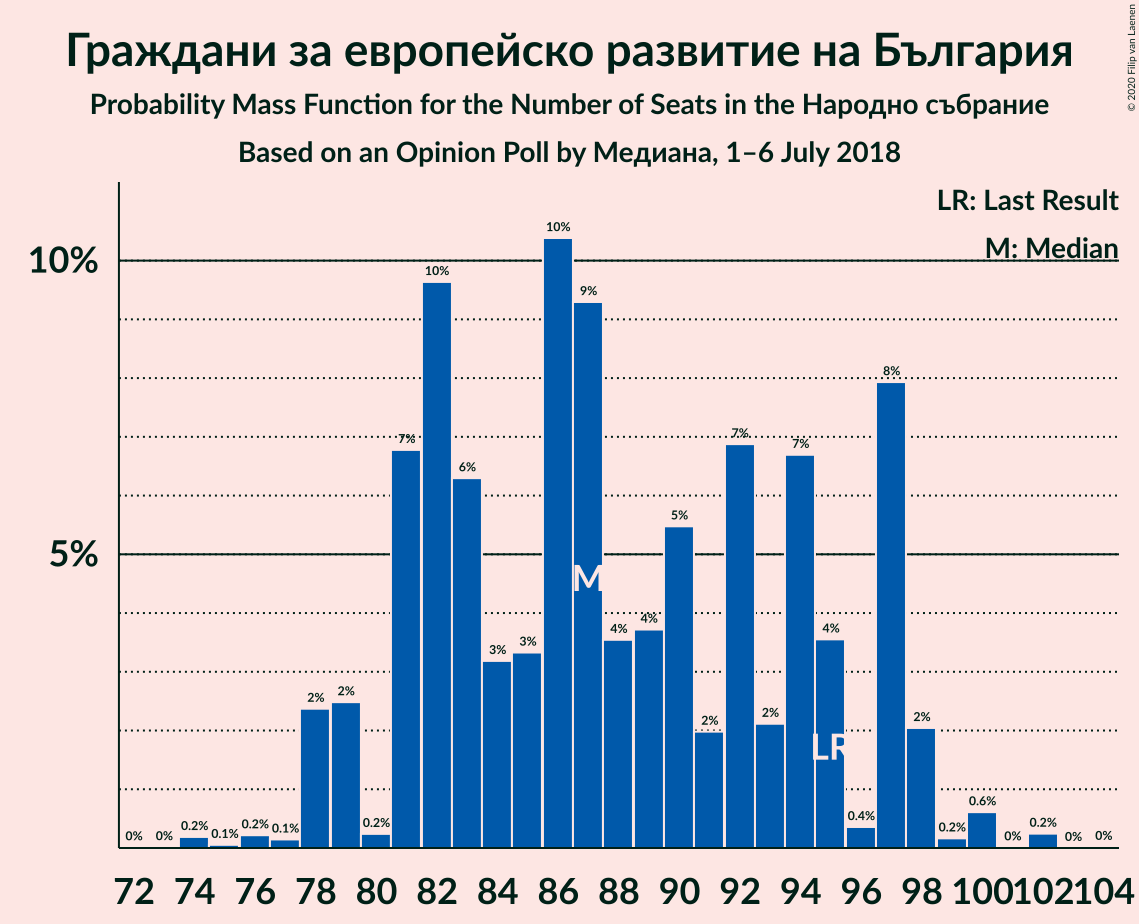 Граждани за европейско развитие на България
Probability Mass Function for the Number of Seats in the Народно събрание
Based on an Opinion Poll by Медиана, 1–6 July 2018
© 2020 Filip van Laenen
LR: Last Result
M: Median
10%
5%
0% 0% 0.2% 0.1% 0.2% 0.1% 2% 2% 0.2% 7% 10% 6% 3% 3% 10% 9% 4% 4% 5% 2% 7% 2% 7% 4% 0.4% 8% 2% 0.2% 0.6% 0% 0.2% 0% 0%
M
LR
72 74 76 78 80 82 84 86 88 90 92 94 96 98 100 102 104